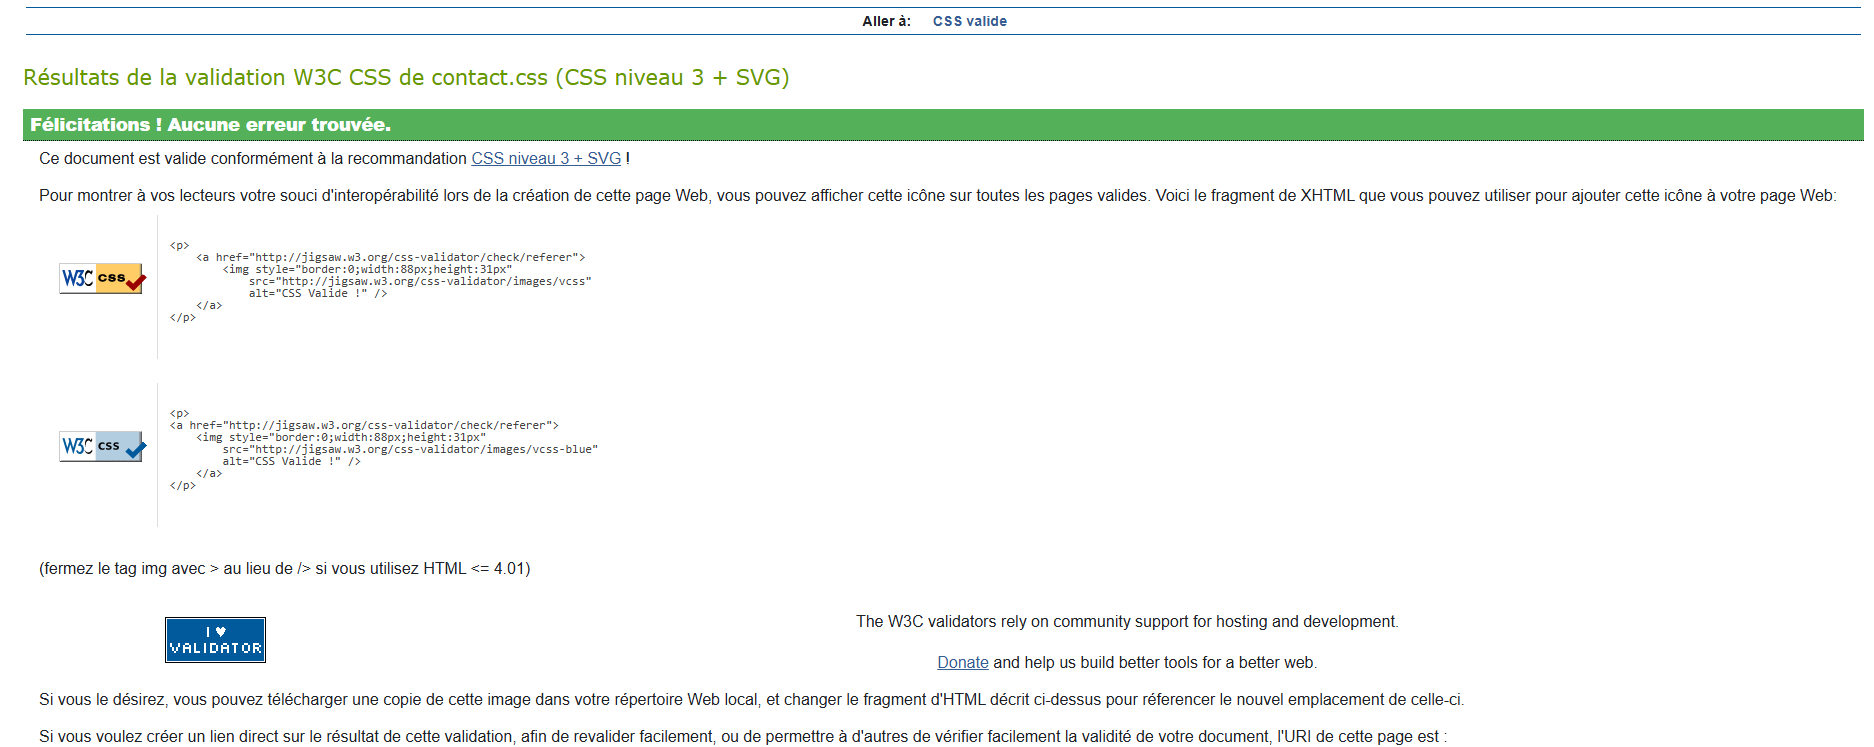 Aller à: CSS valide
Résultats de la validation W3C CSS de contact.css (CSS niveau 3 + SVG)
Félicitations ! Aucune erreur trouvée.
Ce document est valide conformément à la recommandation CSS niveau 3 + SVG !
Pour montrer à vos lecteurs votre souci d'interopérabilité lors de la création de cette page Web, vous pouvez afficher cette icône sur toutes les pages valides. Voici le fragment de XHTML que vous pouvez utiliser pour ajouter cette icône à votre page Web:
W3C css
<p>
<a href="http://jigsaw.w3.org/css-validator/check/referer">
<img style="border:0;width:88px;height:31px"
src="http://jigsaw.w3.org/css-validator/images/vcss"
alt="CSS Valide !" />
</a>
</p>
W3C css
<p>
<a href="http://jigsaw.w3.org/css-validator/check/referer">
<img style="border:0;width:88px;height:31px"
src="http://jigsaw.w3.org/css-validator/images/vcss-blue"
alt="CSS Valide !" />
</a>
</p>
(fermez le tag img avec > au lieu de /> si vous utilisez HTML <= 4.01)
I ♥
VALIDATOR
The W3C validators rely on community support for hosting and development.
Donate and help us build better tools for a better web.
Si vous le désirez, vous pouvez télécharger une copie de cette image dans votre répertoire Web local, et changer le fragment d'HTML décrit ci-dessus pour réferencer le nouvel emplacement de celle-ci.
Si vous voulez créer un lien direct sur le résultat de cette validation, afin de revalider facilement, ou de permettre à d'autres de vérifier facilement la validité de votre document, l'URI de cette page est :